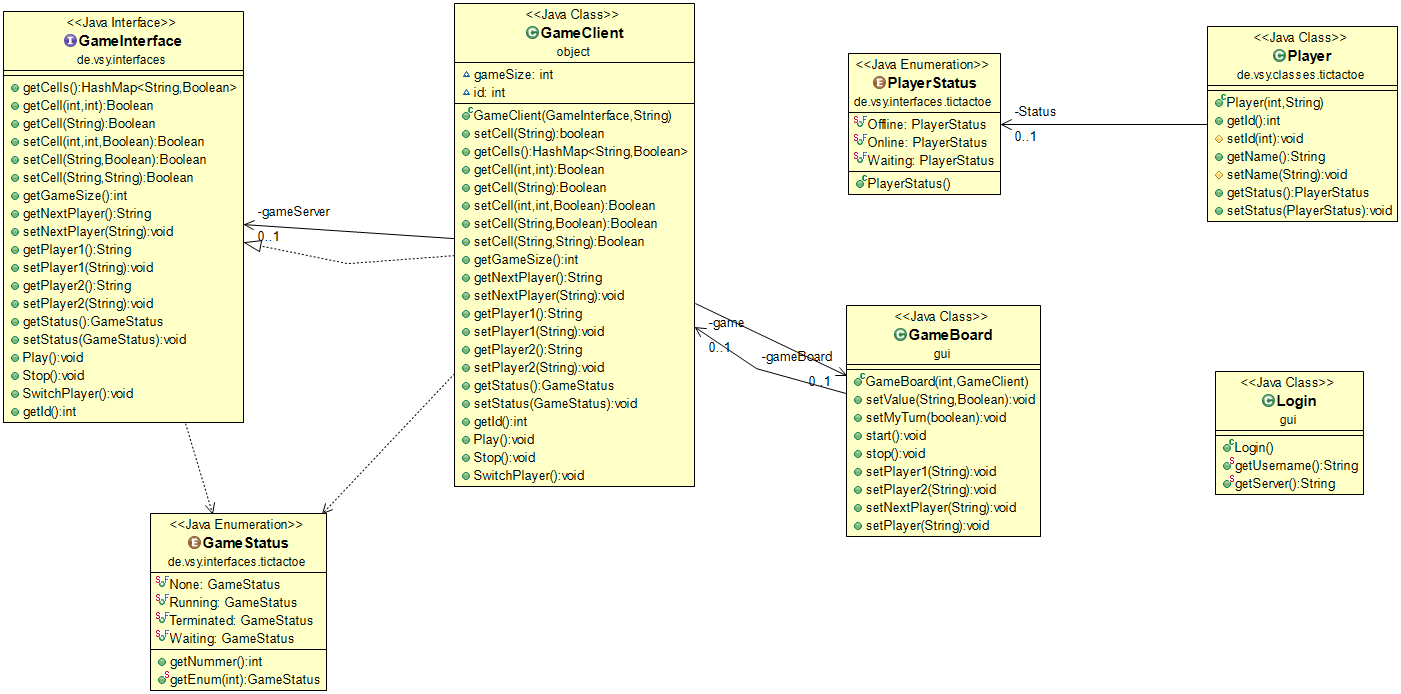 <<Java Interface>>
GameInterface
de.vsy.interfaces
getCells():HashMap<String,Boolean>
getCell(int,int):Boolean
getCell(String):Boolean
setCell(int,int,Boolean):Boolean
setCell(String,Boolean):Boolean
setCell(String,String):Boolean
getGameSize():int
getNextPlayer():String
setNextPlayer(String):void
getPlayer1():String
setPlayer1(String):void
getPlayer2():String
setPlayer2(String):void
getStatus():GameStatus
setStatus(GameStatus):void
Play():void
Stop():void
SwitchPlayer():void
getId():int
-gameServer
0..1
<<Java Class>>
GameClient
object
gameSize: int
id: int
GameClient(GameInterface,String)
setCell(String):boolean
getCells():HashMap<String,Boolean>
getCell(int,int):Boolean
getCell(String):Boolean
setCell(int,int,Boolean):Boolean
setCell(String,Boolean):Boolean
setCell(String,String):Boolean
getGameSize():int
getNextPlayer():String
setNextPlayer(String):void
getPlayer1():String
setPlayer1(String):void
getPlayer2():String
setPlayer2(String):void
getStatus():GameStatus
setStatus(GameStatus):void
getId():int
Play():void
Stop():void
SwitchPlayer():void
<<Java Enumeration>>
PlayerStatus
de.vsy.interfaces.tictactoe
Offline: PlayerStatus
Online: PlayerStatus
Waiting: PlayerStatus
PlayerStatus()
-Status
0..1
<<Java Class>>
Player
de.vsy.classes.tictactoe
Player(int,String)
getId():int
setId(int):void
getName():String
setName(String):void
getStatus():PlayerStatus
setStatus(PlayerStatus):void
-game
0..1
-gameBoard
0..1
<<Java Class>>
GameBoard
gui
GameBoard(int,GameClient)
setValue(String,Boolean):void
setMyTurn(boolean):void
start():void
stop():void
setPlayer1(String):void
setPlayer2(String):void
setNextPlayer(String):void
setPlayer(String):void
<<Java Class>>
Login
gui
Login()
getUsername():String
getServer():String
<<Java Enumeration>>
GameStatus
de.vsy.interfaces.tictactoe
None: GameStatus
Running: GameStatus
Terminated: GameStatus
Waiting: GameStatus
getNummer():int
getEnum(int):GameStatus